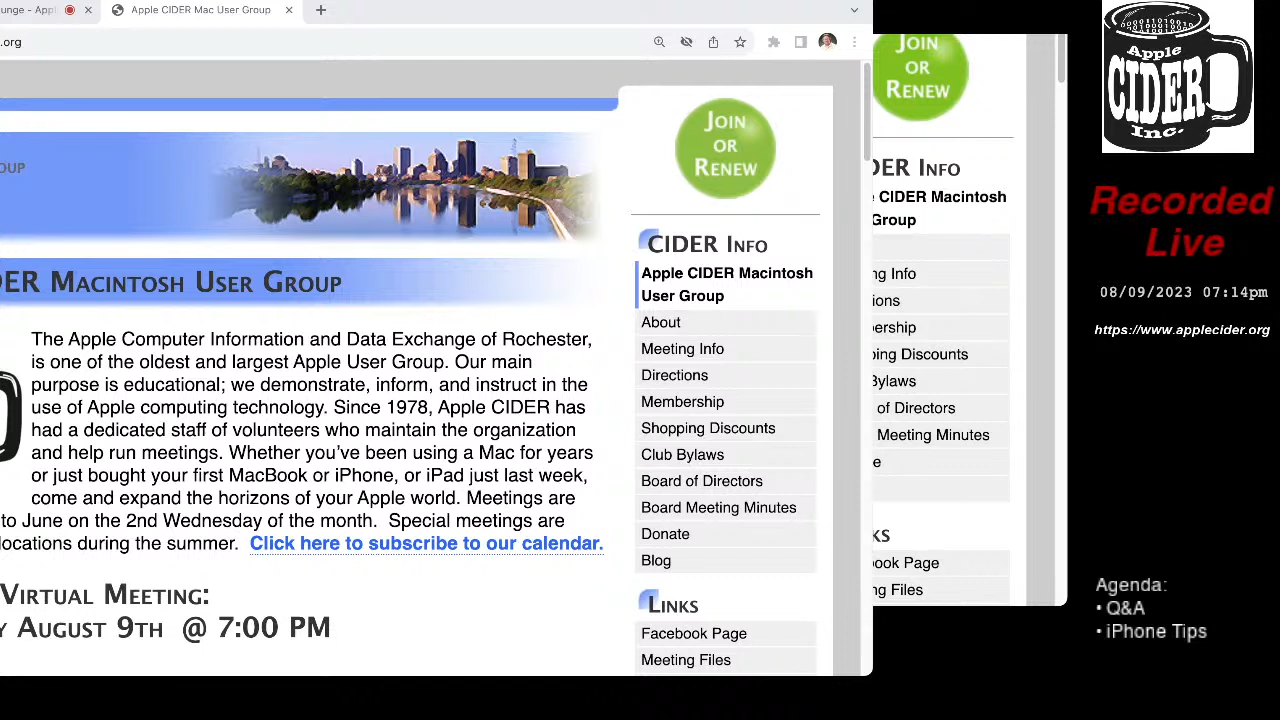 unge - Appl
Apple CIDER Mac User Group
.org
OUP
JOIN
OR
RENEW
DER MACINTOSH USER GROUP
The Apple Computer Information and Data Exchange of Rochester,
is one of the oldest and largest Apple User Group. Our main
purpose is educational; we demonstrate, inform, and instruct in the
use of Apple computing technology. Since 1978, Apple CIDER has
had a dedicated staff of volunteers who maintain the organization
and help run meetings. Whether you’ve been using a Mac for years
or just bought your first MacBook or iPhone, or iPad just last week,
come and expand the horizons of your Apple world. Meetings are
to June on the 2nd Wednesday of the month. Special meetings are
locations during the summer. Click here to subscribe to our calendar.
VIRTUAL MEETING:
Y AUGUST 9TH @ 7:00 PM
CIDER INFO
Apple CIDER Macintosh
User Group
About
Meeting Info
Directions
Membership
Shopping Discounts
Club Bylaws
Board of Directors
Board Meeting Minutes
Donate
Blog
LINKS
Facebook Page
Meeting Files
JOIN
OR
RENEW
DER INFO
e CIDER Macintosh
Group
ng Info
ions
ership
ing Discounts
Bylaws
of Directors
Meeting Minutes
e
KS
ook Page
ng Files
Apple
CIDER
Inc.
Recorded
Live
08/09/2023 07:14pm
https://www.applecider.org
Agenda:
• Q&A
• iPhone Tips